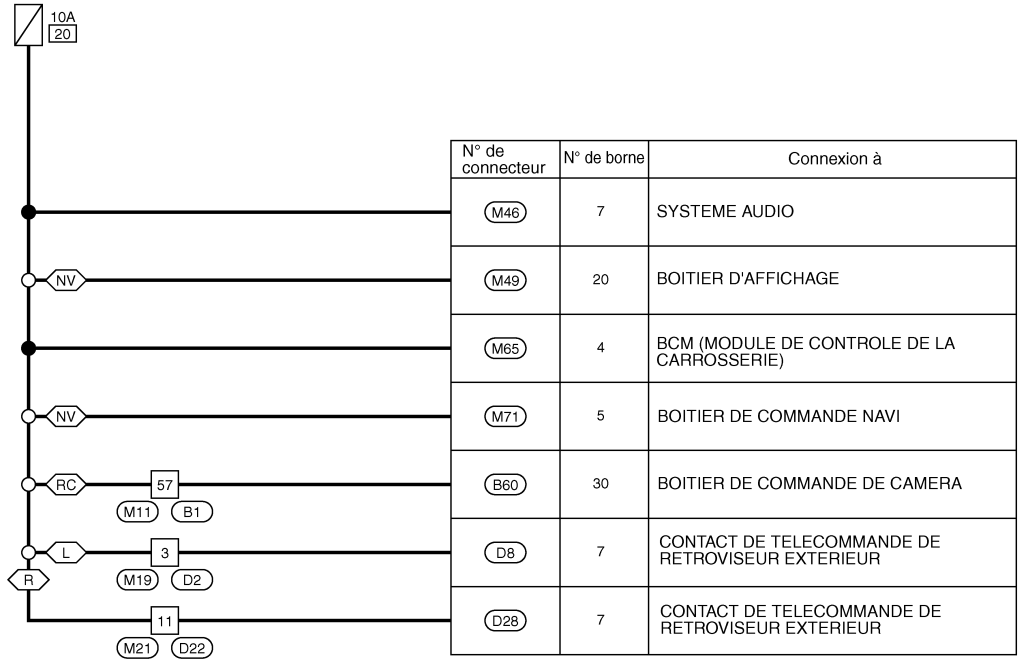 10A
20
N° de connecteur N° de borne Connexion à
M46 7 SYSTEME AUDIO
NV M49 20 BOITIER D'AFFICHAGE
M65 4 BCM (MODULE DE CONTROLE DE LA
CARROSSERIE)
NV M71 5 BOITIER DE COMMANDE NAVI
RC 57 B60 30 BOITIER DE COMMANDE DE CAMERA
M11 B1
L 3 D8 7 CONTACT DE TELECOMMANDE DE
RETROVISEUR EXTERIEUR
R M19 D2
11 D28 7 CONTACT DE TELECOMMANDE DE
RETROVISEUR EXTERIEUR
M21 D22